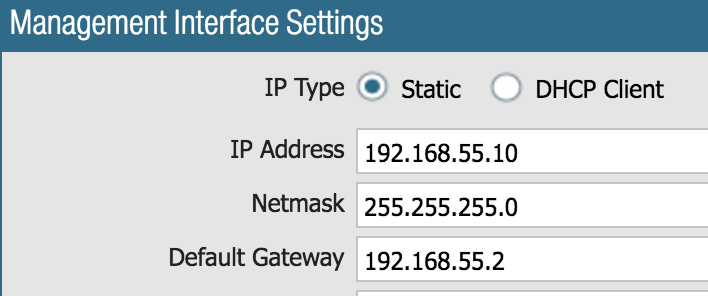 Management Interface Settings
IP Type Static DHCP Client
IP Address 192.168.55.10
Netmask 255.255.255.0
Default Gateway 192.168.55.2